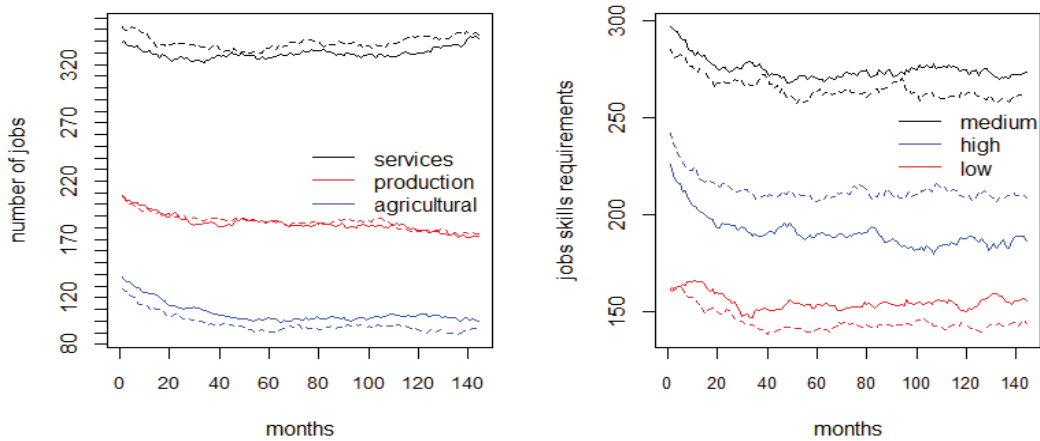 number of jobs
320
270
220
170
120
80
services
production
agricultural
0 20 40 60 80 100 120 140
months
jobs skills requirements
300
250
200
150
medium
high
low
0 20 40 60 80 100 120 140
months